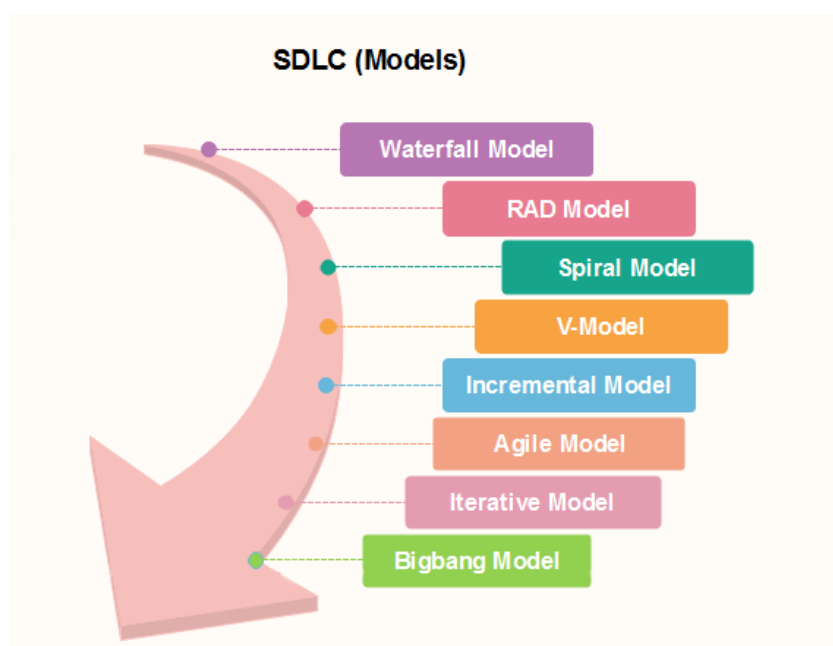 SDLC (Models)
Waterfall Model
RAD Model
Spiral Model
V-Model
Incremental Model
Agile Model
Iterative Model
Bigbang Model